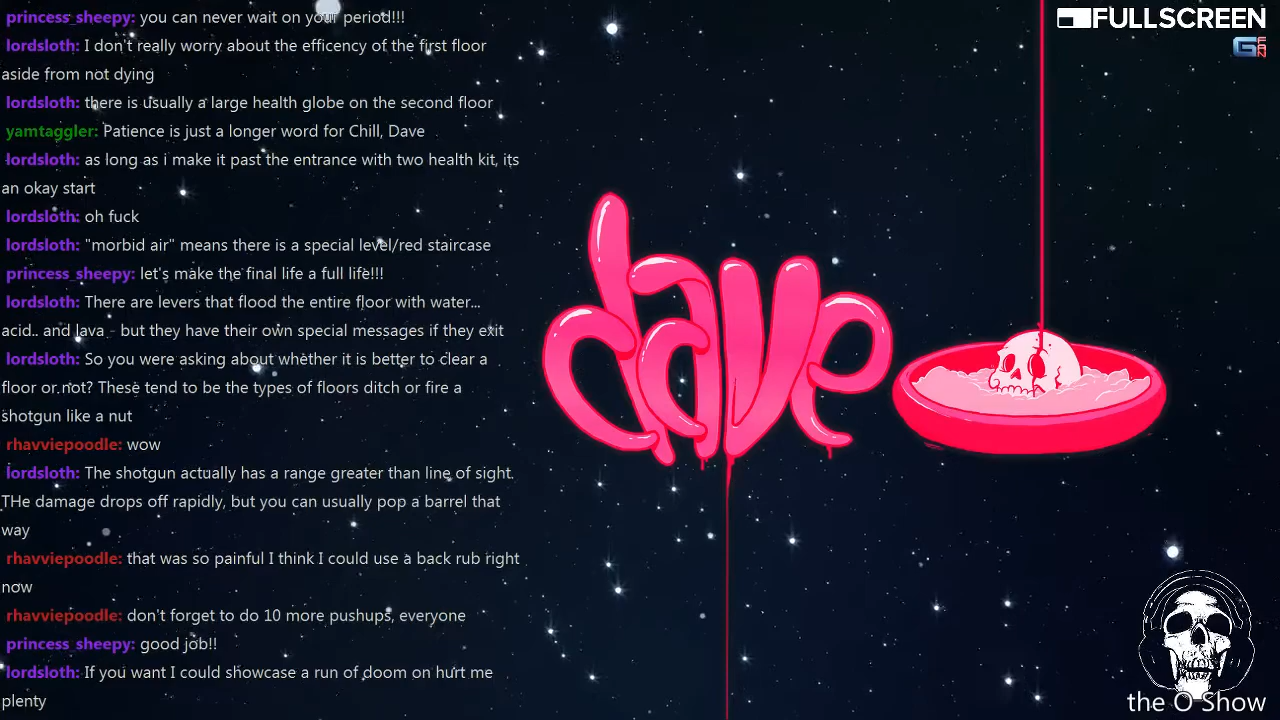 princess_sheepy: you can never wait on your period!!!
lordsloth: I don't really worry about the efficency of the first floor
aside from not dying
lordsloth: there is usually a large health globe on the second floor
yamtaggler: Patience is just a longer word for Chill, Dave
lordsloth: as long as i make it past the entrance with two health kit, its
an okay start
lordsloth: oh fuck
lordsloth: "morbid air" means there is a special level/red staircase
princess_sheepy: let's make the final life a full life!!!
lordsloth: There are levers that flood the entire floor with water...
acid.. and lava - but they have their own special messages if they exit
lordsloth: So you were asking about whether it is better to clear a
floor or not? These tend to be the types of floors ditch or fire a
shotgun like a nut
rhavviepoodle: wow
lordsloth: The shotgun actually has a range greater than line of sight.
THe damage drops off rapidly, but you can usually pop a barrel that
way
rhavviepoodle: that was so painful I think I could use a back rub right
now
rhavviepoodle: don't forget to do 10 more pushups, everyone
princess_sheepy: good job!!
lordsloth: If you want I could showcase a run of doom on hurt me
plenty
dave
FULLSCREEN
G FAN
the O Show